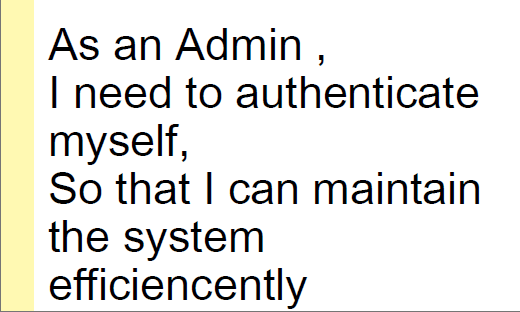 As an Admin ,
I need to authenticate
myself,
So that I can maintain
the system
efficiencently